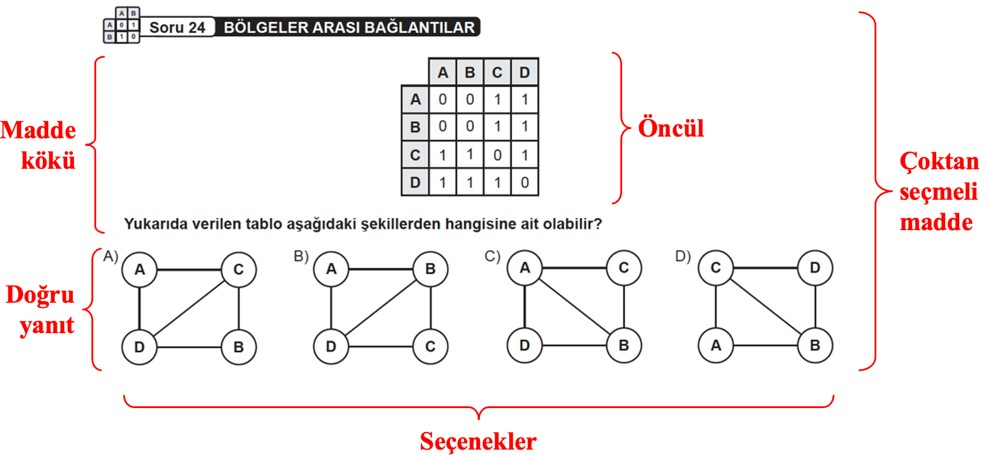 A B
A 0 1
B 1 0
Soru 24 BÖLGELER ARASI BAĞLANTILAR
A B C D
A 0 0 1 1
B 0 0 1 1
C 1 1 0 1
D 1 1 1 0
Madde
kökü
Öncül
Çoktan
seçmeli
madde
Yukarıda verilen tablo aşağıdaki şekillerden hangisine ait olabilir?
Doğru
yanıt
A) A C
D B
B) A B
D C
C) A C
D B
D) C D
A B
Seçenekler